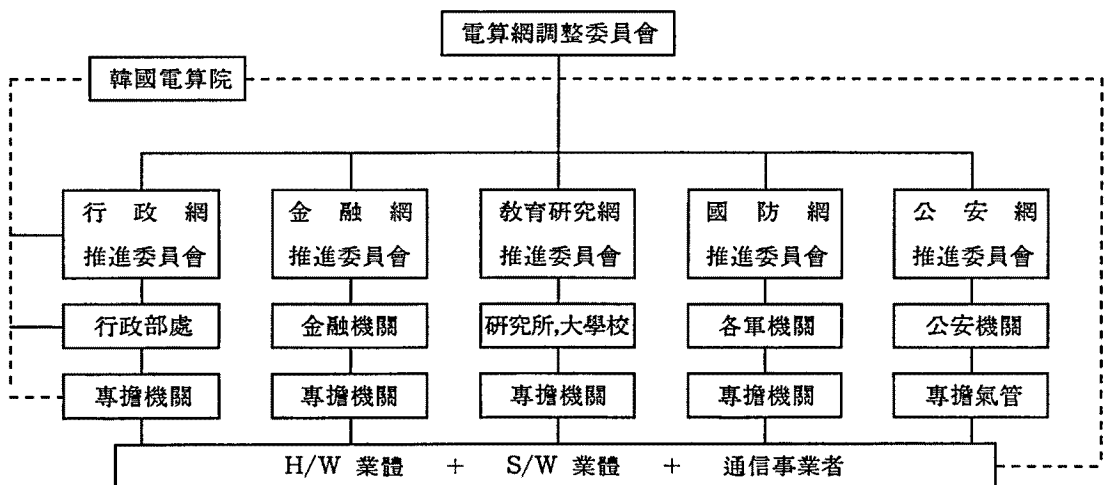 電算網調整委員會
韓國電算院
行政網
推進委員會
金融網
推進委員會
敎育硏究網
推進委員會
國防網
推進委員會
公安網
推進委員會
行政部處
金融機關
硏究所,大學校
各軍機關
公安機關
專擔機關
專擔機關
專擔機關
專擔機關
專擔氣管
H/W 業體 + S/W 業體 + 通信事業者